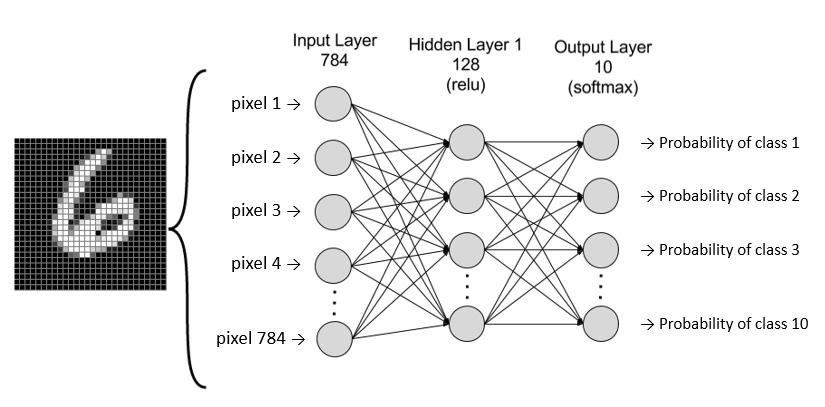 Input Layer
784
Hidden Layer 1
128
(relu)
Output Layer
10
(softmax)
pixel 1 →
pixel 2 →
pixel 3 →
pixel 4 →
pixel 784 →
→ Probability of class 1
→ Probability of class 2
→ Probability of class 3
→ Probability of class 10
6